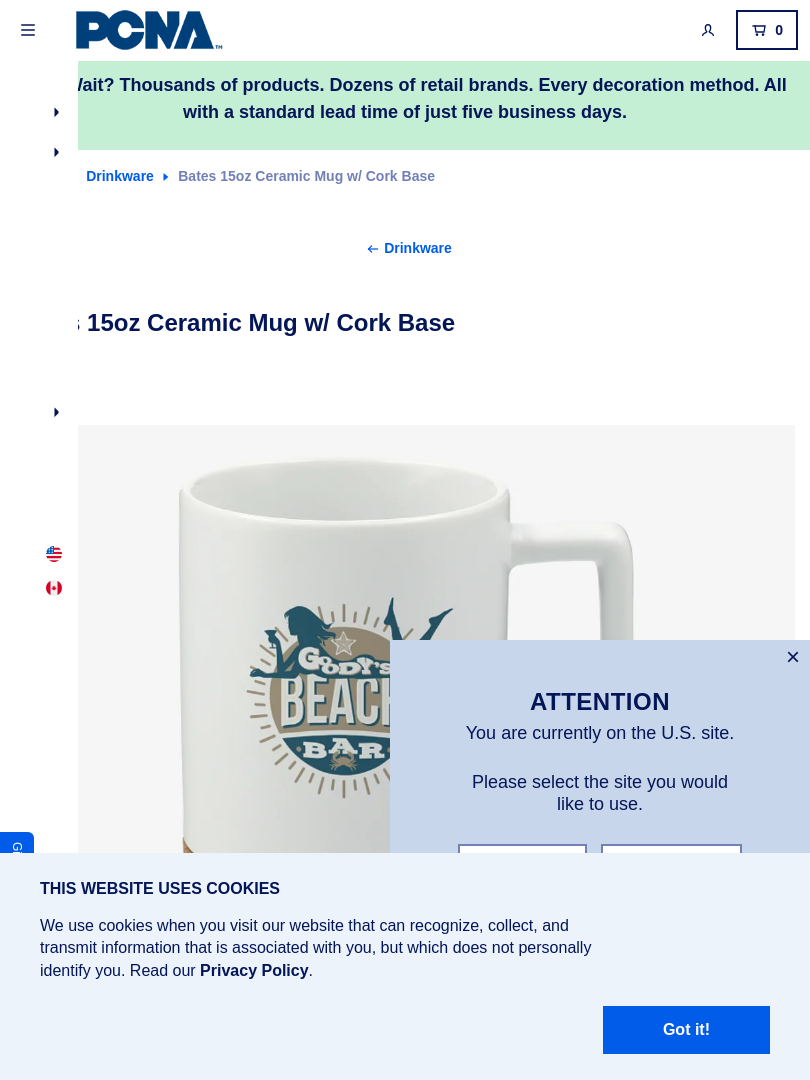 PCNA™
0
Wait? Thousands of products. Dozens of retail brands. Every decoration method. All
with a standard lead time of just five business days.
Drinkware
Bates 15oz Ceramic Mug w/ Cork Base
← Drinkware
15oz Ceramic Mug w/ Cork Base
GOODY'S
BEACH
BAR
ATTENTION
You are currently on the U.S. site.
Please select the site you would
like to use.
THIS WEBSITE USES COOKIES
We use cookies when you visit our website that can recognize, collect, and
transmit information that is associated with you, but which does not personally
identify you. Read our Privacy Policy.
Got it!